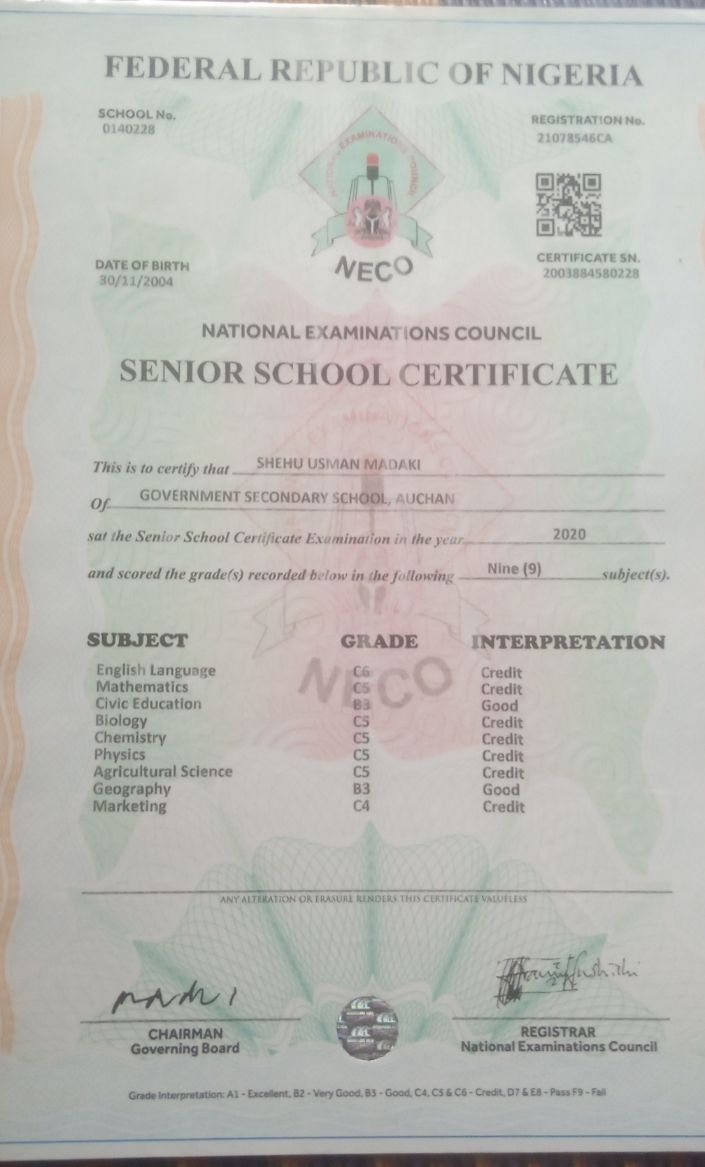 FEDERAL REPUBLIC OF NIGERIA
SCHOOL No.
0140228
REGISTRATION No.
21078546CA
NATIONAL EXAMINATIONS COUNCIL
NECO
DATE OF BIRTH
30/11/2004
CERTIFICATE SN.
2003884580228
NATIONAL EXAMINATIONS COUNCIL
SENIOR SCHOOL CERTIFICATE
This is to certify that SHEHU USMAN MADAKI
Of GOVERNMENT SECONDARY SCHOOL, AUCHAN
sat the Senior School Certificate Examination in the year 2020
and scored the grade(s) recorded below in the following Nine (9) subject(s).
SUBJECT GRADE INTERPRETATION
English Language C6 Credit
Mathematics C5 Credit
Civic Education B3 Good
Biology C5 Credit
Chemistry C5 Credit
Physics C5 Credit
Agricultural Science C5 Credit
Geography B3 Good
Marketing C4 Credit
NECO
ANY ALTERATION OR ERASURE RENDERS THIS CERTIFICATE VALUELESS
CHAIRMAN
Governing Board
REGISTRAR
National Examinations Council
Grade Interpretation: A1 - Excellent, B2 - Very Good, B3 - Good, C4, C5 & C6 - Credit, D7 & E8 - Pass F9 - Fail